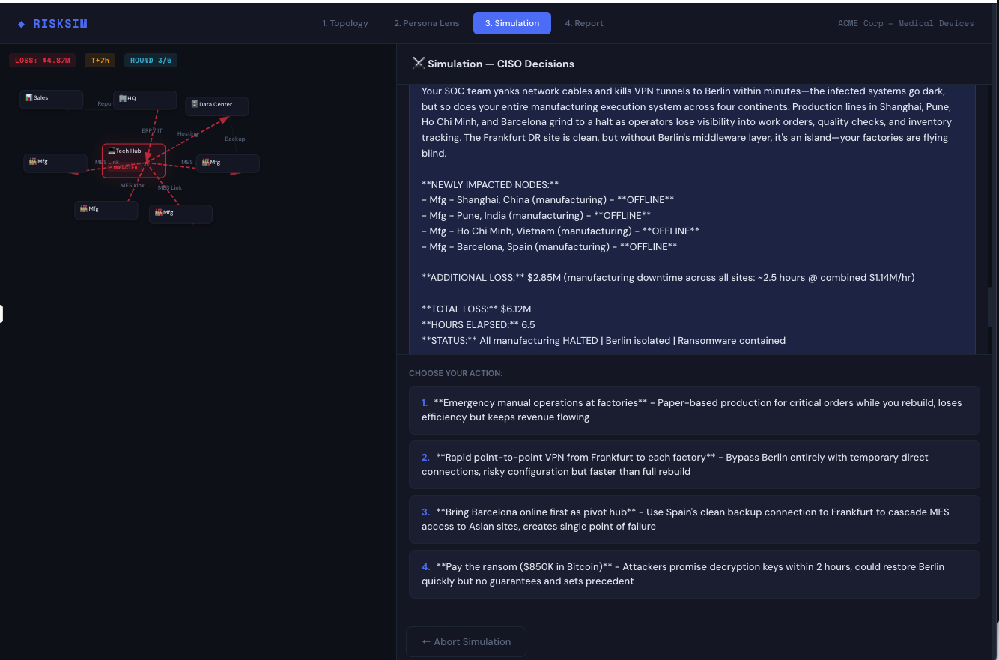 RISKSIM
1. Topology
2. Persona Lens
3. Simulation
4. Report
ACME Corp — Medical Devices
LOSS: $4.87M
T+7h
ROUND 3/5
Sales
HQ
Data Center
Repor
ERP / IT
Hosting
Backup
Tech Hub
IMPACTED
Mfg
MES Link
MES L
Mfg
MES Link
MES Link
Mfg
Mfg
Simulation — CISO Decisions
Your SOC team yanks network cables and kills VPN tunnels to Berlin within minutes—the infected systems go dark,
but so does your entire manufacturing execution system across four continents. Production lines in Shanghai, Pune,
Ho Chi Minh, and Barcelona grind to a halt as operators lose visibility into work orders, quality checks, and inventory
tracking. The Frankfurt DR site is clean, but without Berlin's middleware layer, it's an island—your factories are flying
blind.
**NEWLY IMPACTED NODES:**
- Mfg - Shanghai, China (manufacturing) - **OFFLINE**
- Mfg - Pune, India (manufacturing) - **OFFLINE**
- Mfg - Ho Chi Minh, Vietnam (manufacturing) - **OFFLINE**
- Mfg - Barcelona, Spain (manufacturing) - **OFFLINE**
**ADDITIONAL LOSS:** $2.85M (manufacturing downtime across all sites: ~2.5 hours @ combined $1.14M/hr)
**TOTAL LOSS:** $6.12M
**HOURS ELAPSED:** 6.5
**STATUS:** All manufacturing HALTED | Berlin isolated | Ransomware contained
CHOOSE YOUR ACTION:
1. **Emergency manual operations at factories** - Paper-based production for critical orders while you rebuild, loses
efficiency but keeps revenue flowing
2. **Rapid point-to-point VPN from Frankfurt to each factory** - Bypass Berlin entirely with temporary direct
connections, risky configuration but faster than full rebuild
3. **Bring Barcelona online first as pivot hub** - Use Spain's clean backup connection to Frankfurt to cascade MES
access to Asian sites, creates single point of failure
4. **Pay the ransom ($850K in Bitcoin)** - Attackers promise decryption keys within 2 hours, could restore Berlin
quickly but no guarantees and sets precedent
← Abort Simulation